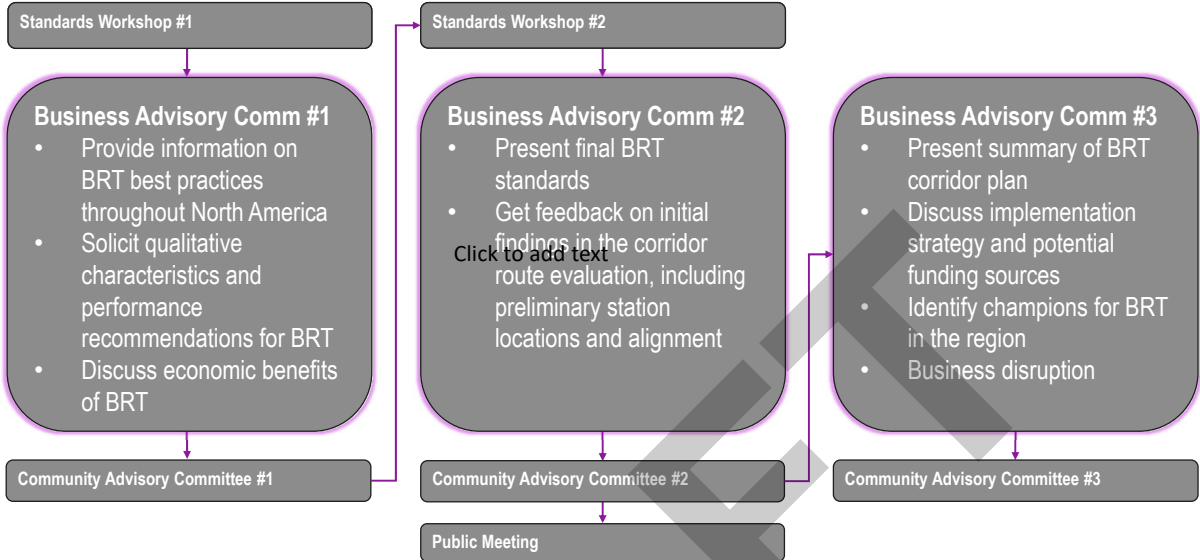 Standards Workshop #1
Business Advisory Comm #1
• Provide information on
BRT best practices
throughout North America
• Solicit qualitative
characteristics and
performance
recommendations for BRT
• Discuss economic benefits
of BRT
Community Advisory Committee #1
Standards Workshop #2
Business Advisory Comm #2
• Present final BRT
standards
• Get feedback on initial
findings in the corridor
route evaluation, including
preliminary station
locations and alignment
Click to add text
Community Advisory Committee #2
Public Meeting
Business Advisory Comm #3
• Present summary of BRT
corridor plan
• Discuss implementation
strategy and potential
funding sources
• Identify champions for BRT
in the region
• Business disruption
Community Advisory Committee #3